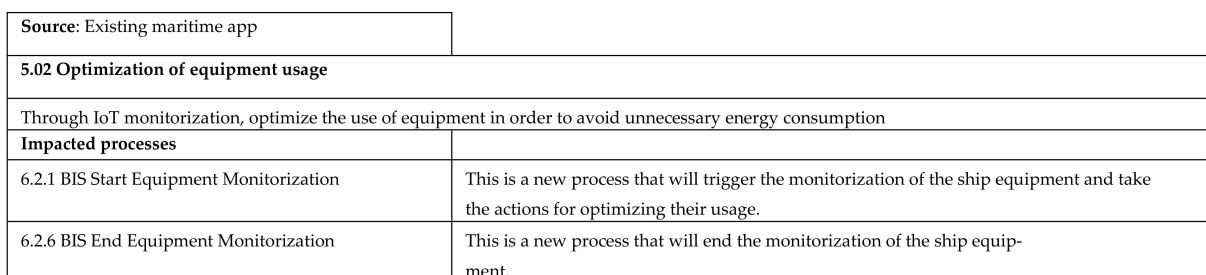 Source: Existing maritime app
5.02 Optimization of equipment usage
Through IoT monitorization, optimize the use of equipment in order to avoid unnecessary energy consumption
Impacted processes
6.2.1 BIS Start Equipment Monitorization
This is a new process that will trigger the monitorization of the ship equipment and take
the actions for optimizing their usage.
6.2.6 BIS End Equipment Monitorization
This is a new process that will end the monitorization of the ship equip-
ment.